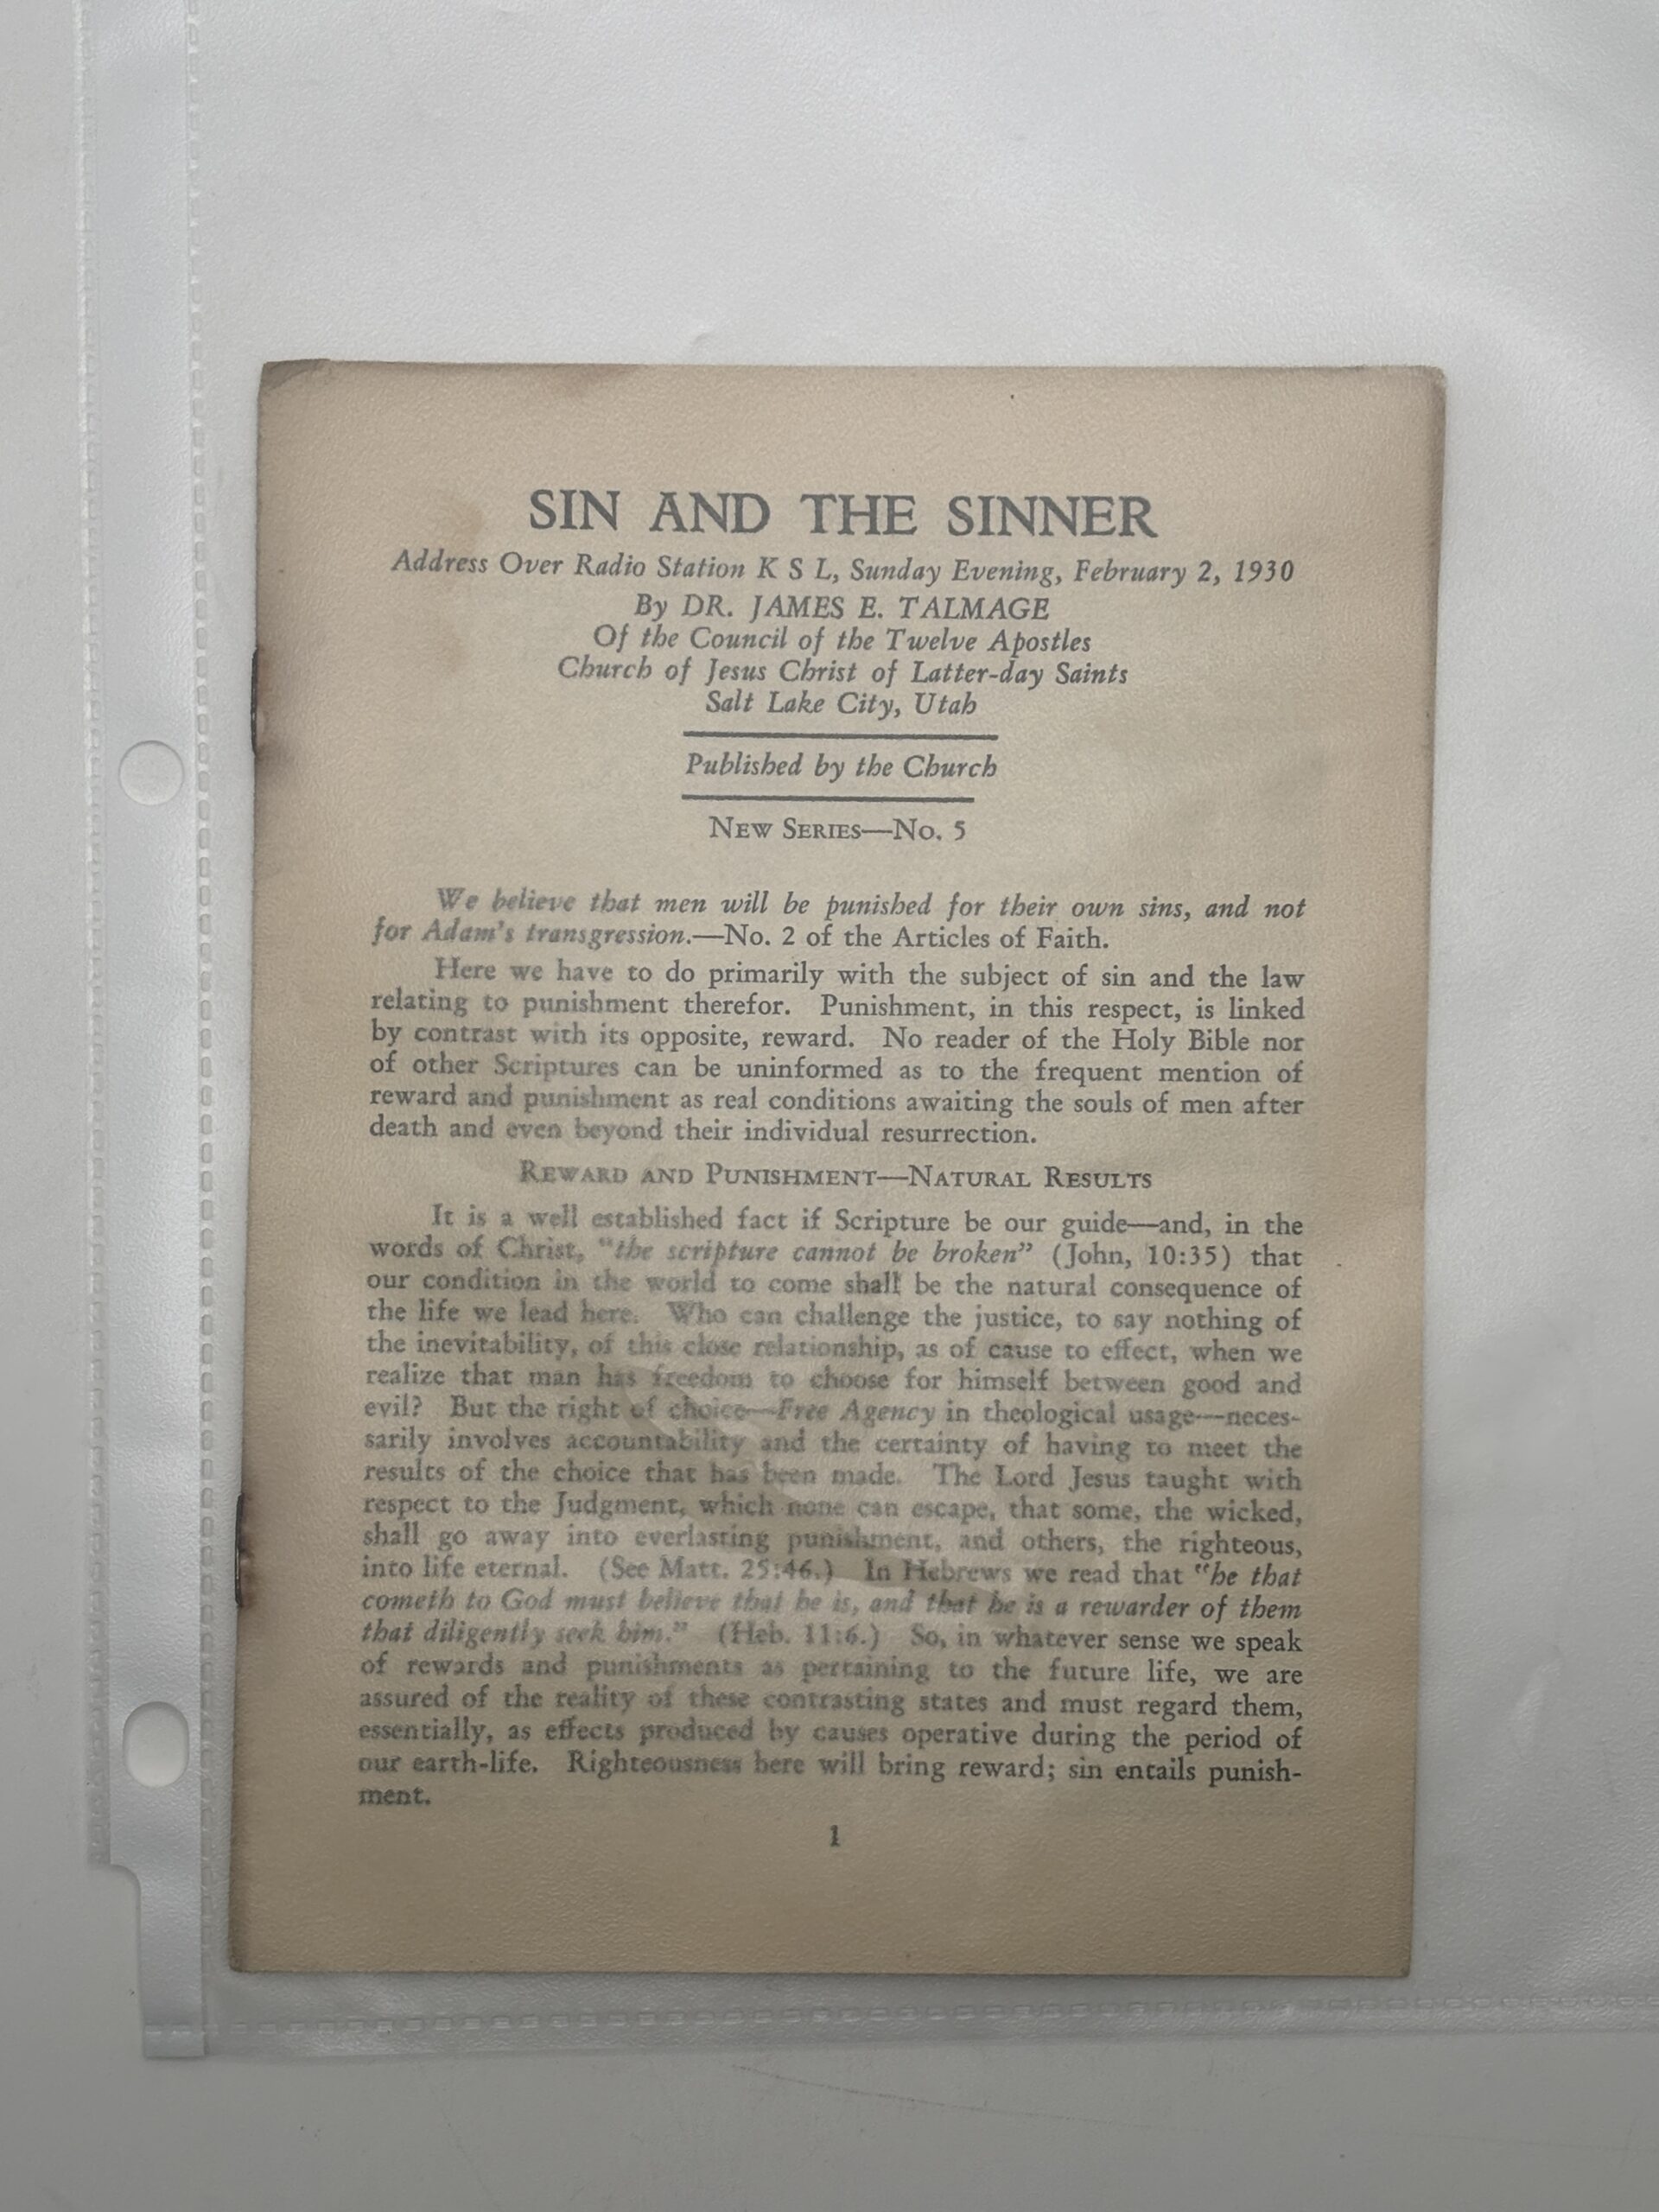 SIN AND THE SINNER
Address Over Radio Station K S L, Sunday Evening, February 2, 1930
By DR. JAMES E. TALMAGE
Of the Council of the Twelve Apostles
Church of Jesus Christ of Latter-day Saints
Salt Lake City, Utah
Published by the Church
NEW SERIES—NO. 5
We believe that men will be punished for their own sins, and not
for Adam's transgression.—No. 2 of the Articles of Faith.
Here we have to do primarily with the subject of sin and the law
relating to punishment therefor. Punishment, in this respect, is linked
by contrast with its opposite, reward. No reader of the Holy Bible nor
of other Scriptures can be uninformed as to the frequent mention of
reward and punishment as real conditions awaiting the souls of men after
death and even beyond their individual resurrection.
REWARD AND PUNISHMENT—NATURAL RESULTS
It is a well established fact if Scripture be our guide—and, in the
words of Christ, "the scripture cannot be broken" (John, 10:35) that
our condition in the world to come shall be the natural consequence of
the life we lead here. Who can challenge the justice, to say nothing of
the inevitability, of this close relationship, as of cause to effect, when we
realize that man has freedom to choose for himself between good and
evil? But the right of choice—Free Agency in theological usage—neces-
sarily involves accountability and the certainty of having to meet the
results of the choice that has been made. The Lord Jesus taught with
respect to the Judgment, which none can escape, that some, the wicked,
shall go away into everlasting punishment, and others, the righteous,
into life eternal. (See Matt. 25:46.) In Hebrews we read that "he that
cometh to God must believe that he is, and that he is a rewarder of them
that diligently seek him." (Heb. 11:6.) So, in whatever sense we speak
of rewards and punishments as pertaining to the future life, we are
assured of the reality of these contrasting states and must regard them,
essentially, as effects produced by causes operative during the period of
our earth-life. Righteousness here will bring reward; sin entails punish-
ment.
1